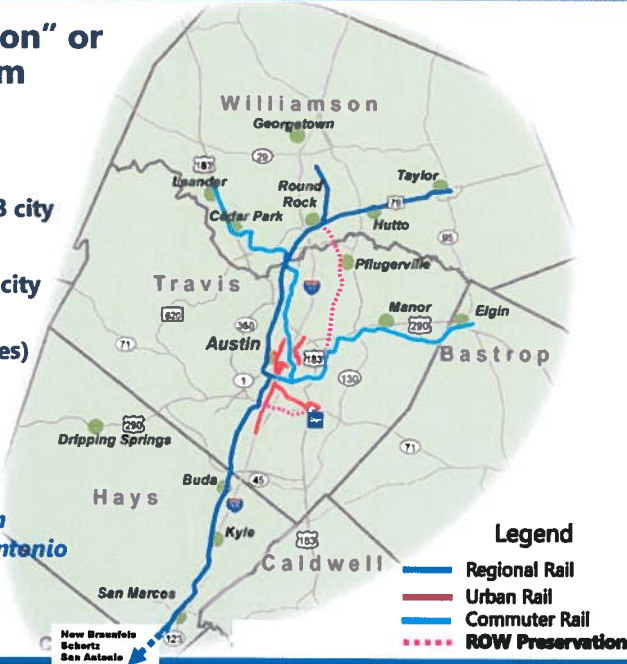 on" or
m
B city
city
es)
n
ntonio
Williamson
Georgetown
183
29
Leander
Round
Rock
Taylor
79
Cedar Park
Hutto
95
Pflugerville
Travis
620
360
Manor
290
Elgin
71
Austin
183
Bastrop
1
130
290
Dripping Springs
71
Buda
45
Hays
Kyle
183
Caldwell
San Marcos
123
New Braunfels
Schertz
San Antonio
C
Legend
Regional Rail
Urban Rail
Commuter Rail
ROW Preservation